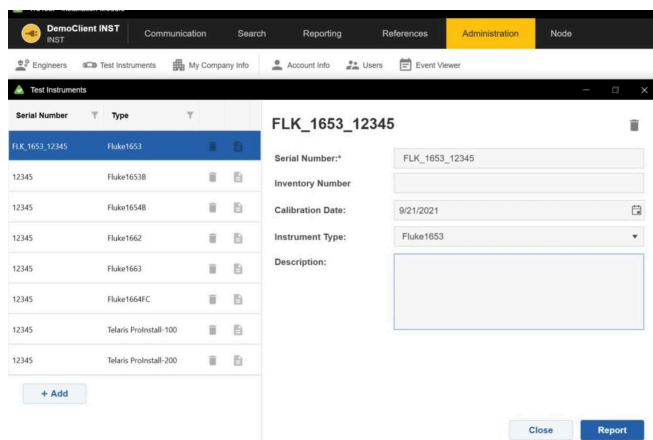 DemoClient INST
INST
Communication
Search
Reporting
References
Administration
Node
Engineers
Test Instruments
My Company Info
Account Info
Users
Event Viewer
Test Instruments
Serial Number
Type
FLK_1653_12345 Fluke1653
12345 Fluke1653B
12345 Fluke1654B
12345 Fluke1662
12345 Fluke1663
12345 Fluke1664FC
12345 Telaris ProInstall-100
12345 Telaris ProInstall-200
+ Add
FLK_1653_12345
Serial Number:* FLK_1653_12345
Inventory Number
Calibration Date: 9/21/2021
Instrument Type: Fluke1653
Description:
Close
Report